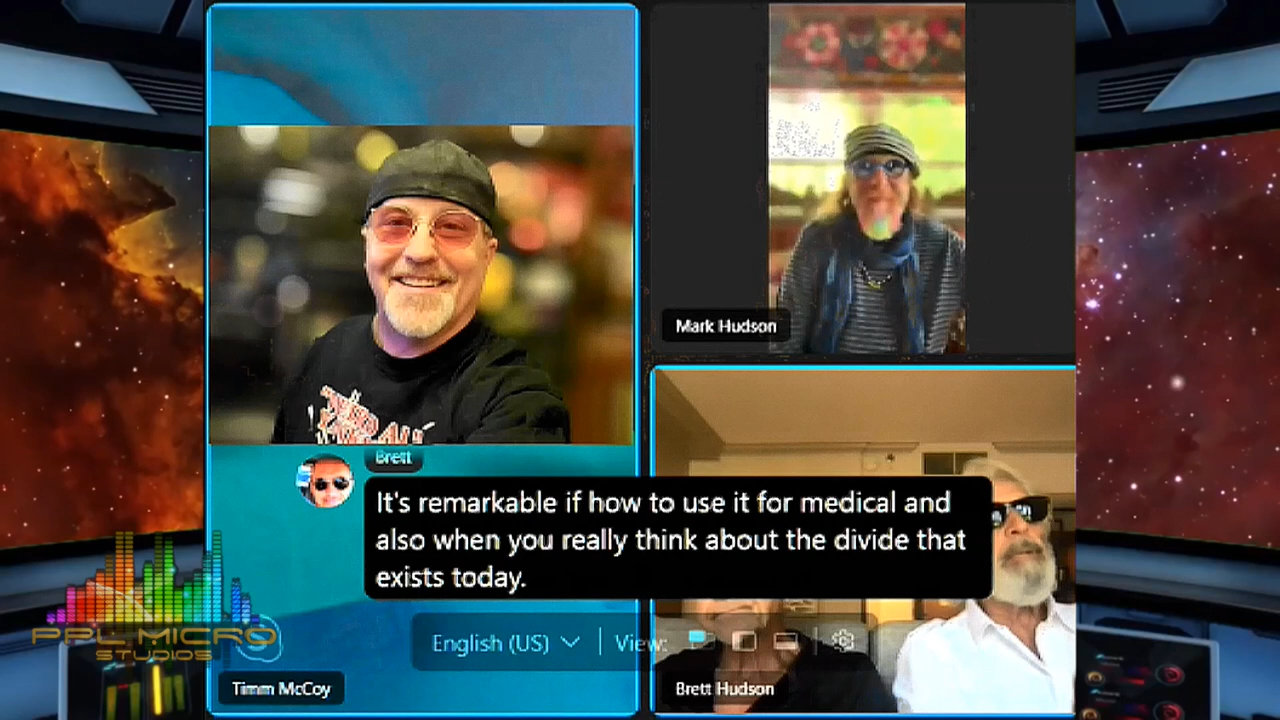 Mark Hudson
Brett
It's remarkable if how to use it for medical and
also when you really think about the divide that
exists today.
PPL MICRO
STUDIOS
English (US)
View:
Timm McCoy
Brett Hudson